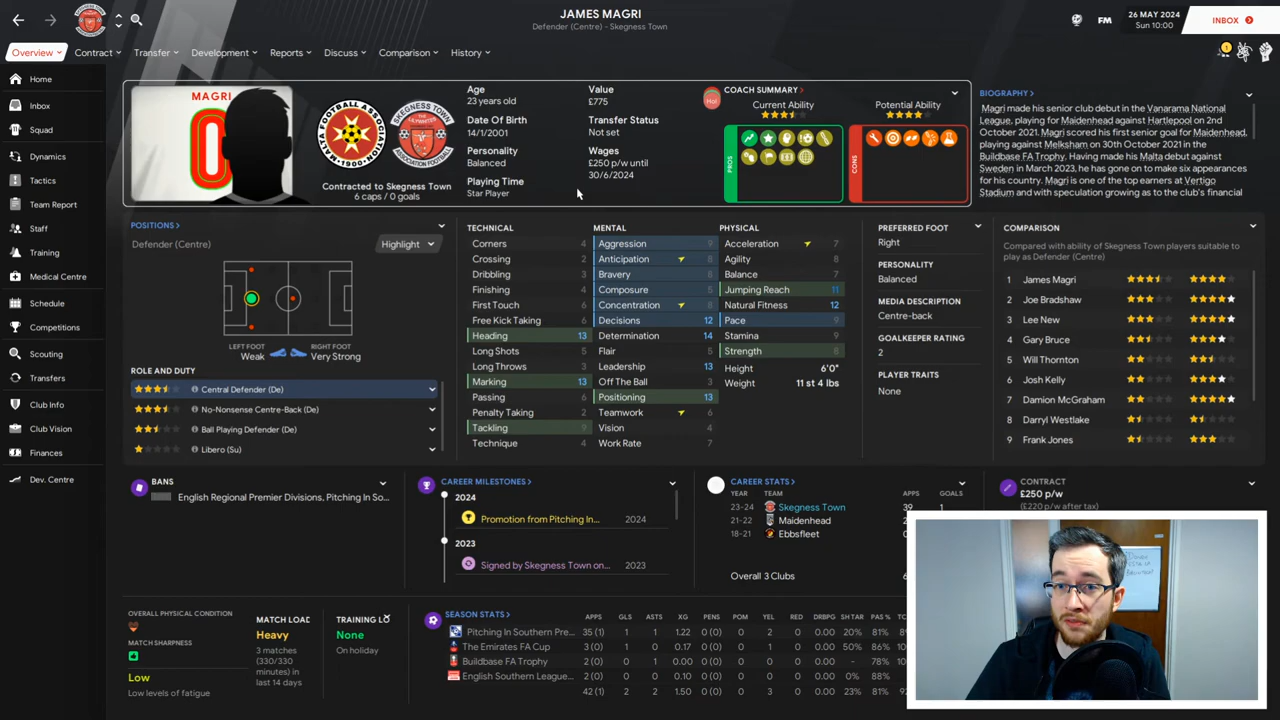 JAMES MAGRI
Defender (Centre) - Skegness Town
FM
26 MAY 2024
Sun 10:00
INBOX
Overview
Contract
Transfer
Development
Reports
Discuss
Comparison
History
Home
Inbox
Squad
Dynamics
Tactics
Team Report
Staff
Training
Medical Centre
Schedule
Competitions
Scouting
Transfers
Club Info
Club Vision
Finances
Dev. Centre
MAGRI
Contracted to Skegness Town
6 caps / 0 goals
Age
23 years old
Date Of Birth
14/1/2001
Personality
Balanced
Playing Time
Star Player
Value
£775
Transfer Status
Not set
Wages
£250 p/w until
30/6/2024
COACH SUMMARY
Current Ability
Potential Ability
PROS
CONS
BIOGRAPHY
Magri made his senior club debut in the Vanarama National
League, playing for Maidenhead against Hartlepool on 2nd
October 2021. Magri scored his first senior goal for Maidenhead,
playing against Melksham on 30th October 2021 in the
Buildbase FA Trophy. Having made his Malta debut against
Sweden in March 2023, he has gone on to make six appearances
for his country. Magri is one of the top earners at Vertigo
Stadium and with speculation growing as to the club's financial
POSITIONS
Defender (Centre)
Highlight
LEFT FOOT
Weak
RIGHT FOOT
Very Strong
ROLE AND DUTY
Central Defender (De)
No-Nonsense Centre-Back (De)
Ball Playing Defender (De)
Libero (Su)
TECHNICAL
Corners 4
Crossing 2
Dribbling 3
Finishing 4
First Touch 6
Free Kick Taking 6
Heading 13
Long Shots 5
Long Throws 3
Marking 13
Passing 6
Penalty Taking 2
Tackling 9
Technique 4
MENTAL
Aggression 9
Anticipation 8
Bravery 8
Composure 5
Concentration 8
Decisions 12
Determination 14
Flair 5
Leadership 13
Off The Ball 3
Positioning 13
Teamwork 6
Vision 4
Work Rate 7
PHYSICAL
Acceleration 7
Agility 8
Balance 7
Jumping Reach 11
Natural Fitness 12
Pace 9
Stamina 9
Strength 8
Height 6'0"
Weight 11 st 4 lbs
PREFERRED FOOT
Right
PERSONALITY
Balanced
MEDIA DESCRIPTION
Centre-back
GOALKEEPER RATING
2
PLAYER TRAITS
None
COMPARISON
Compared with ability of Skegness Town players suitable to
play as Defender (Centre)
1 James Magri
2 Joe Bradshaw
3 Lee New
4 Gary Bruce
5 Will Thornton
6 Josh Kelly
7 Damion McGraham
8 Darryl Westlake
9 Frank Jones
BANS
English Regional Premier Divisions, Pitching In So...
CAREER MILESTONES
2024
Promotion from Pitching In... 2024
2023
Signed by Skegness Town on... 2023
CAREER STATS
YEAR TEAM APPS GOALS
23-24 Skegness Town 39 1
21-22 Maidenhead
18-21 Ebbsfleet
Overall 3 Clubs
CONTRACT
£250 p/w
(£220 p/w after tax)
OVERALL PHYSICAL CONDITION
MATCH SHARPNESS
Low
Low levels of fatigue
MATCH LOAD
Heavy
3 matches
(330/330
minutes) in
last 14 days
TRAINING
None
On holiday
SEASON STATS
APPS GLS ASTS XG PENS POM YEL RED DRBPG SH TAR PAS %
Pitching In Southern Pre... 35 (1) 1 1 1.22 0 (0) 0 2 0 0.00 20% 81%
The Emirates FA Cup 3 (0) 1 0 0.17 0 (0) 0 1 0 0.00 50% 86%
Buildbase FA Trophy 2 (0) 0 1 0.00 0 (0) 0 0 0 0.00 - 78%
English Southern League... 2 (0) 0 0 0.10 0 (0) 0 0 0 0.00 0% 88%
42 (1) 2 2 1.50 0 (0) 0 3 0 0.00 23% 81%